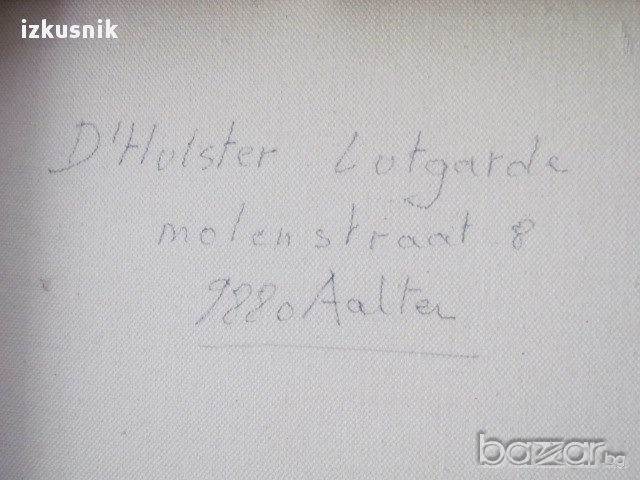 izkusnik
D'Hulster Lutgarde
molenstraat 8
9880 Aalter
bazar.bg